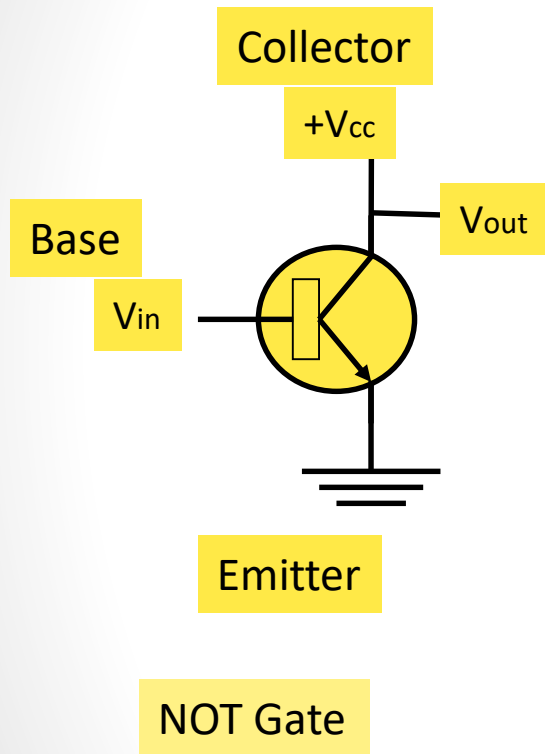 Collector
+Vcc
Vout
Base
Vin
Emitter
NOT Gate